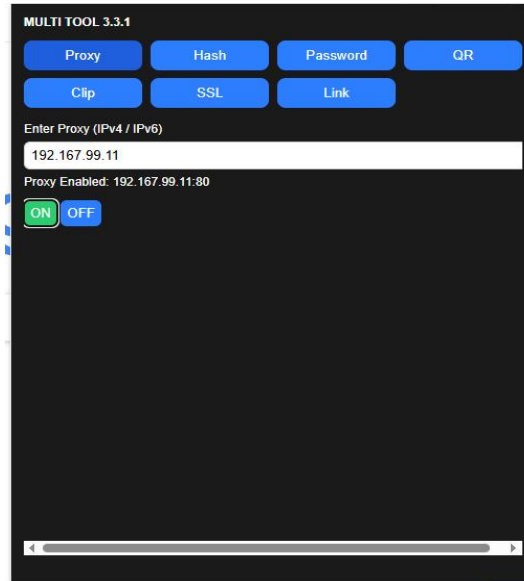 MULTI TOOL 3.3.1
Proxy Hash Password QR
Clip SSL Link
Enter Proxy (IPv4 / IPv6)
192.167.99.11
Proxy Enabled: 192.167.99.11:80
ON OFF